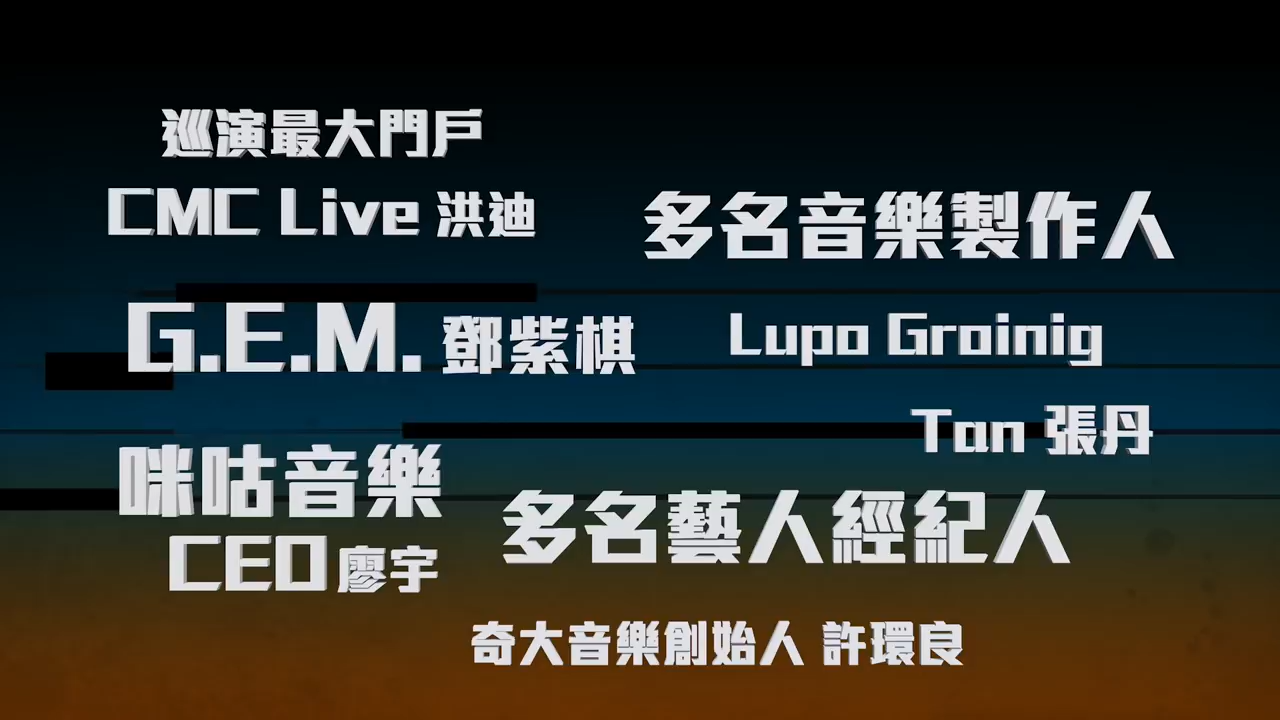 巡演最大門戶
CMC Live 洪迪
多名音樂製作人
G.E.M. 鄧紫棋
Lupo Groinig
Tan 張丹
咪咕音樂
CEO 廖宇
多名藝人經紀人
奇大音樂創始人 許環良